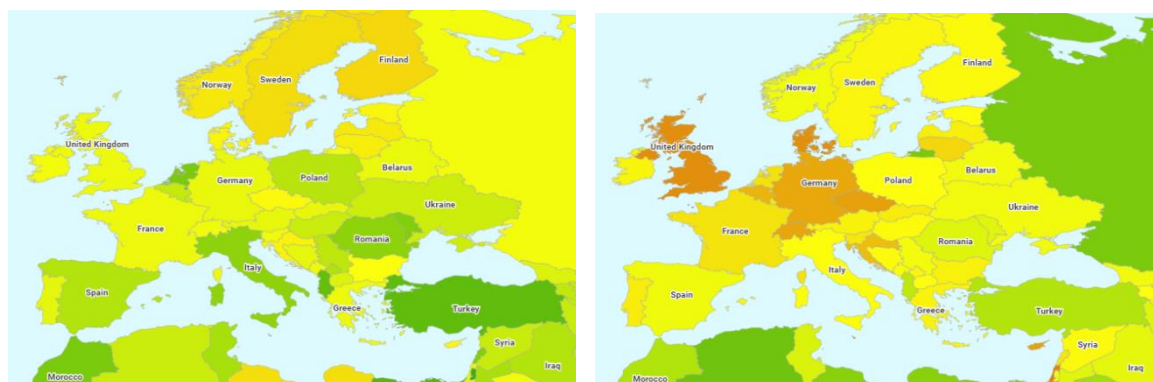 Finland
Norway
Sweden
United Kingdom
Belarus
Poland
Germany
Ukraine
France
Romania
Italy
Spain
Turkey
Greece
Syria
Iraq
Morocco
Finland
Norway
Sweden
United Kingdom
Belarus
Germany
Poland
Ukraine
France
Romania
Italy
Spain
Greece
Turkey
Syria
Iraq
Morocco